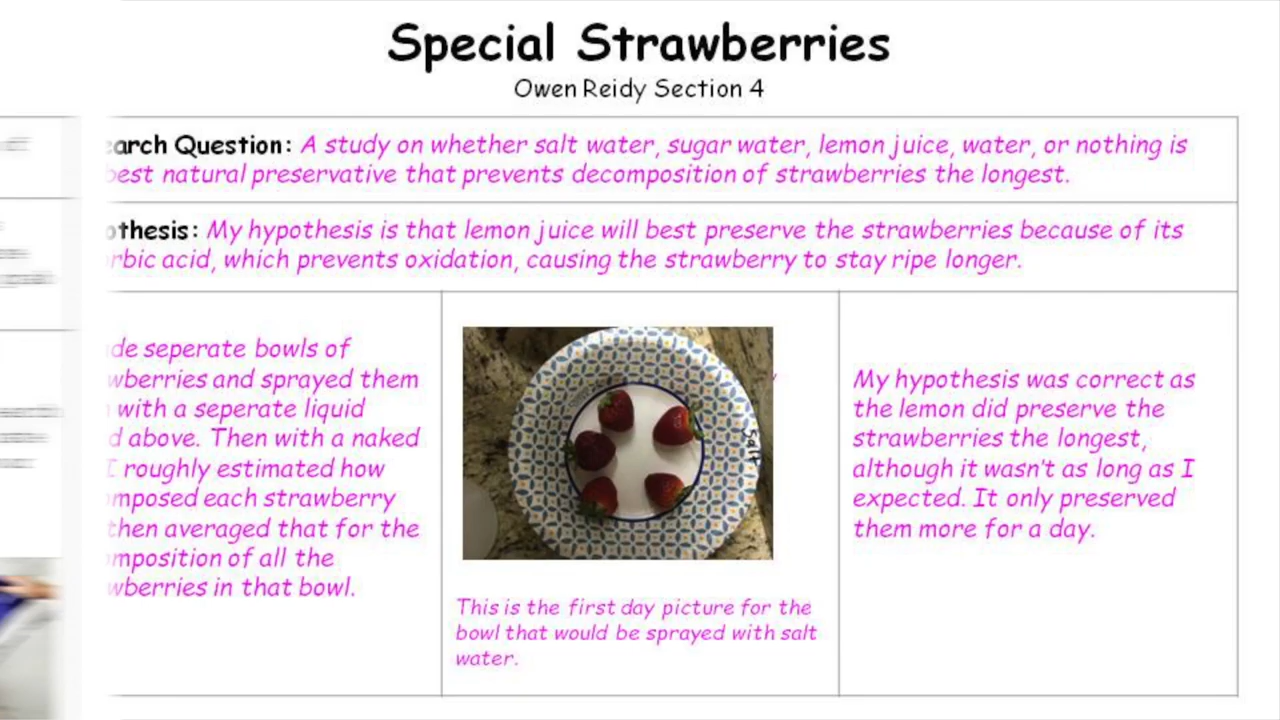 Special Strawberries
Owen Reidy Section 4
earch Question: A study on whether salt water, sugar water, lemon juice, water, or nothing is
best natural preservative that prevents decomposition of strawberries the longest.
othesis: My hypothesis is that lemon juice will best preserve the strawberries because of its
rbic acid, which prevents oxidation, causing the strawberry to stay ripe longer.
de seperate bowls of
wberries and sprayed them
with a seperate liquid
d above. Then with a naked
I roughly estimated how
mposed each strawberry
then averaged that for the
mposition of all the
wberries in that bowl.
Salt
This is the first day picture for the
bowl that would be sprayed with salt
water.
My hypothesis was correct as
the lemon did preserve the
strawberries the longest,
although it wasn't as long as I
expected. It only preserved
them more for a day.